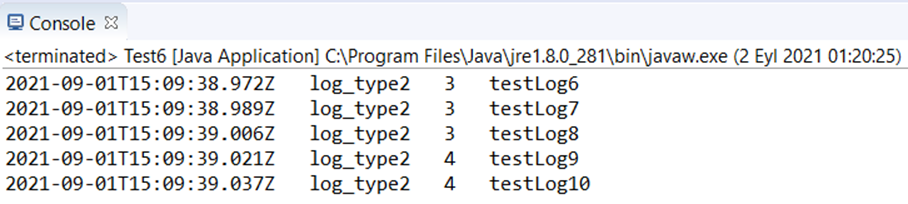 Console
<terminated> Test6 [Java Application] C:\Program Files\Java\jre1.8.0_281\bin\javaw.exe (2 Eyl 2021 01:20:25)
2021-09-01T15:09:38.972Z   log_type2   3   testLog6
2021-09-01T15:09:38.989Z   log_type2   3   testLog7
2021-09-01T15:09:39.006Z   log_type2   3   testLog8
2021-09-01T15:09:39.021Z   log_type2   4   testLog9
2021-09-01T15:09:39.037Z   log_type2   4   testLog10